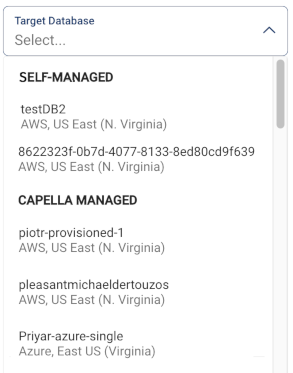 Target Database
Select...
SELF-MANAGED
testDB2
AWS, US East (N. Virginia)
8622323f-0b7d-4077-8133-8ed80cd9f639
AWS, US East (N. Virginia)
CAPELLA MANAGED
piotr-provisioned-1
AWS, US East (N. Virginia)
pleasantmichaeldertouzos
AWS, US East (N. Virginia)
Priyar-azure-single
Azure, East US (Virginia)